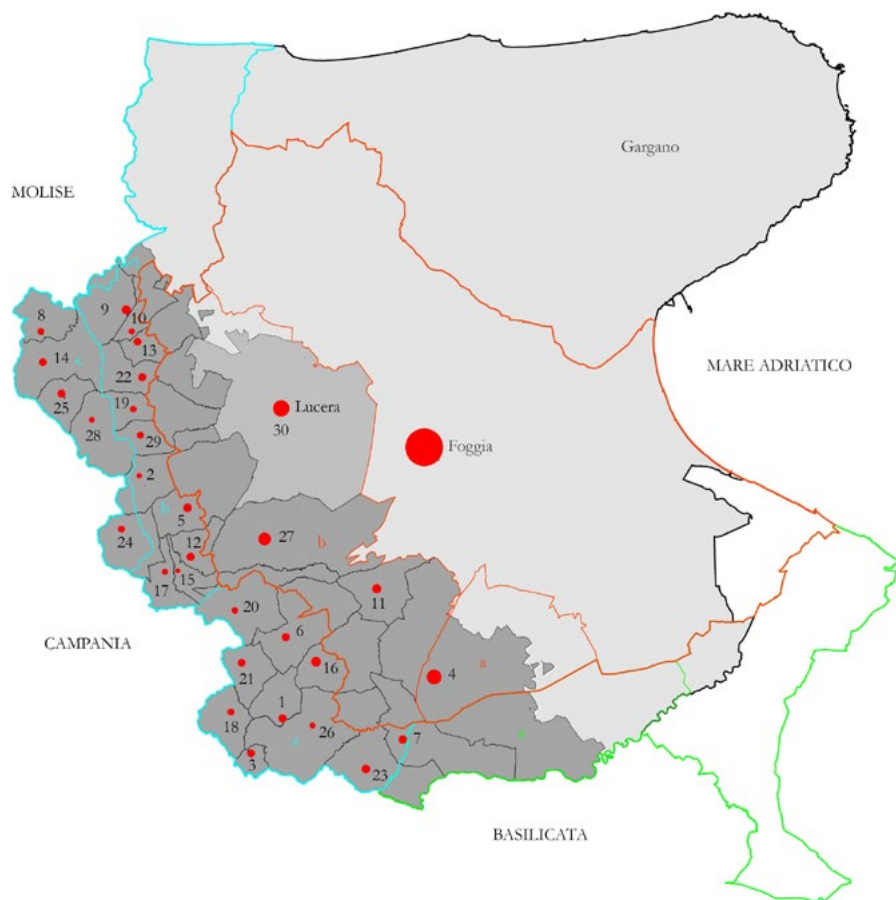 Gargano
MOLISE
8
9
10
13
14
c
MARE ADRIATICO
22
25
19
Lucera
30
28
29
Foggia
2
b
5
24
12
27
b
17
15
11
20
CAMPANIA
6
16
21
4
a
1
18
26
7
a
a
3
23
BASILICATA